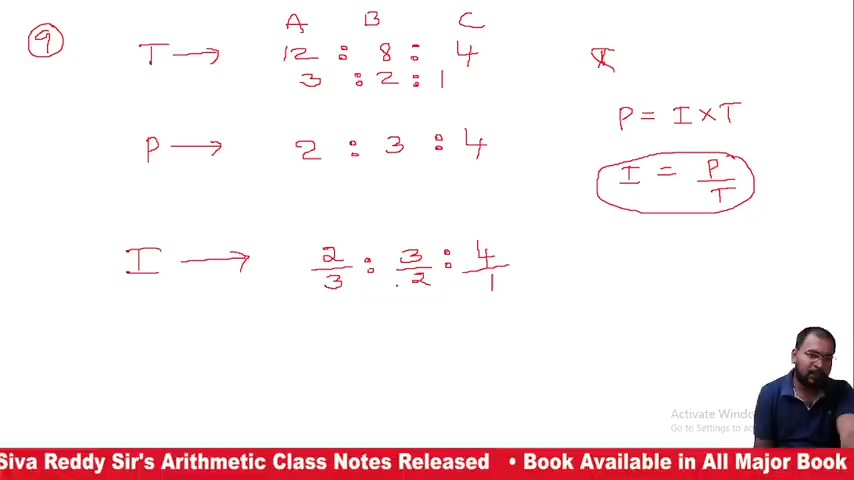 9
A B C
T → 12 : 8 : 4
3 : 2 : 1
P = I × T
P → 2 : 3 : 4
I = P/T
I → 2/3 : 3/2 : 4/1
Activate Windo
Go to Settings to a
Siva Reddy Sir's Arithmetic Class Notes Released • Book Available in All Major Book